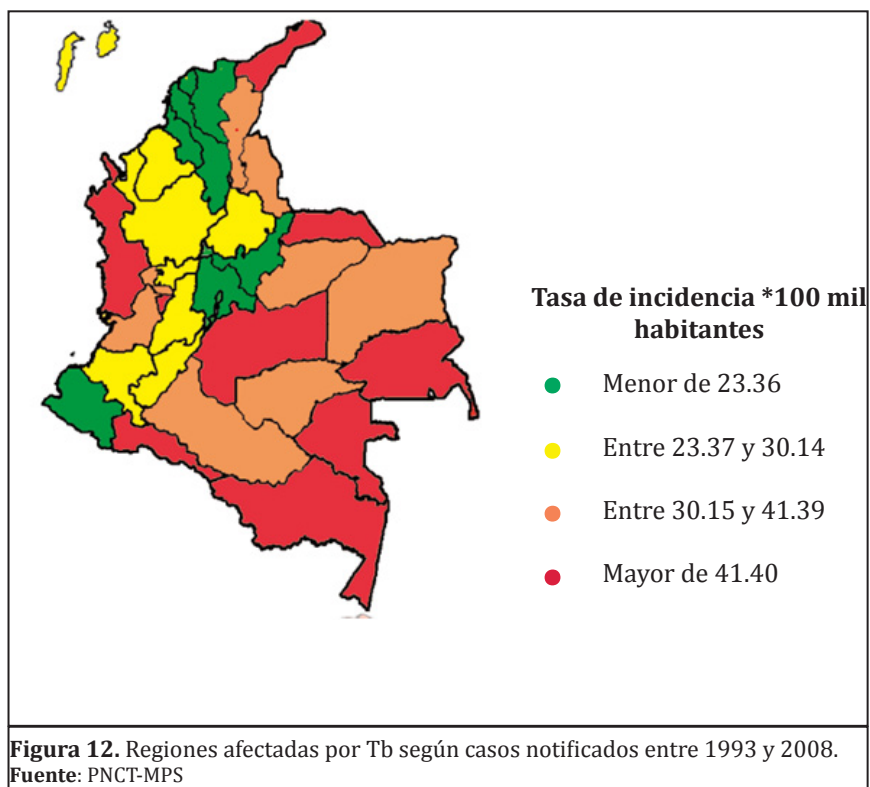 Tasa de incidencia *100 mil
habitantes
Menor de 23.36
Entre 23.37 y 30.14
Entre 30.15 y 41.39
Mayor de 41.40
Figura 12. Regiones afectadas por Tb según casos notificados entre 1993 y 2008.
Fuente: PNCT-MPS